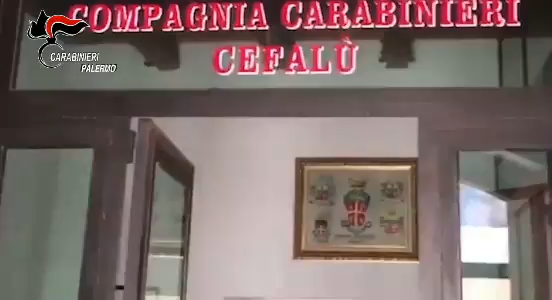 COMPAGNIA CARABINIERI
CEFALÙ
CARABINIERI
PALERMO